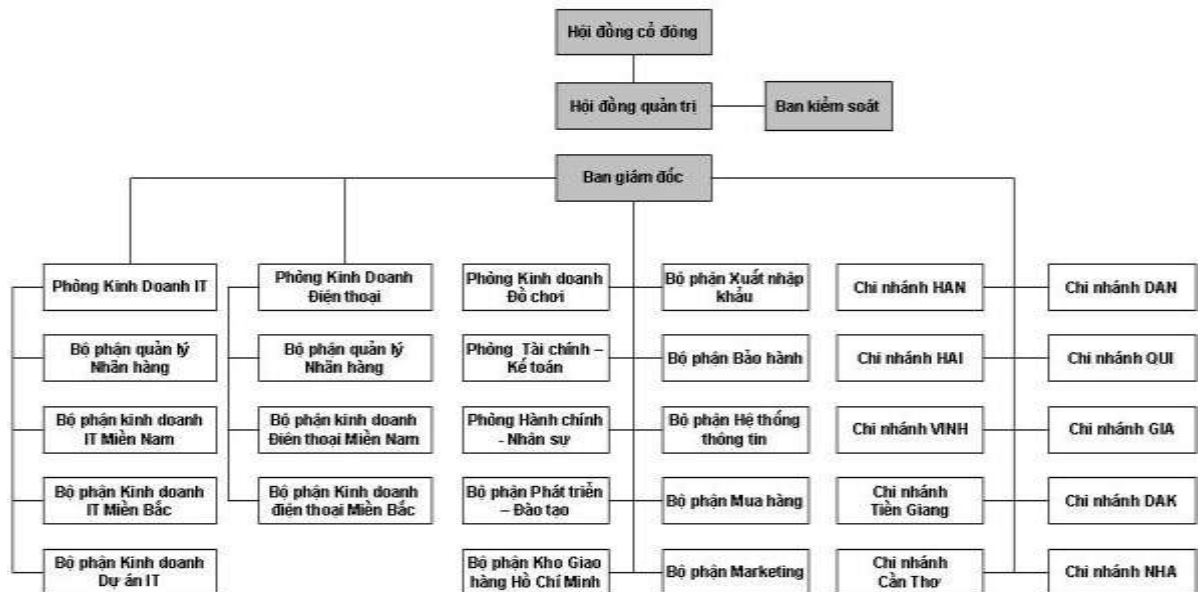 Hội đồng cổ đông
Hội đồng quản trị
Ban kiểm soát
Ban giám đốc
Phòng Kinh Doanh IT
Bộ phận quản lý
Nhãn hàng
Bộ phận kinh doanh
IT Miền Nam
Bộ phận Kinh doanh
IT Miền Bắc
Bộ phận Kinh doanh
Dự án IT
Phòng Kinh Doanh
Điện thoại
Bộ phận quản lý
Nhãn hàng
Bộ phận kinh doanh
Điên thoại Miền Nam
Bộ phận Kinh doanh
điện thoại Miền Bắc
Phòng Kinh doanh
Đồ chơi
Phòng Tài chính –
Kế toán
Phòng Hành chính
- Nhân sự
Bộ phận Phát triển
– Đào tạo
Bộ phận Kho Giao
hàng Hồ Chí Minh
Bộ phận Xuất nhập
khẩu
Bộ phận Bảo hành
Bộ phận Hệ thống
thông tin
Bộ phận Mua hàng
Bộ phận Marketing
Chi nhánh HAN
Chi nhánh HAI
Chi nhánh VINH
Chi nhánh
Tiền Giang
Chi nhánh
Cần Thơ
Chi nhánh DAN
Chi nhánh QUI
Chi nhánh GIA
Chi nhánh DAK
Chi nhánh NHA